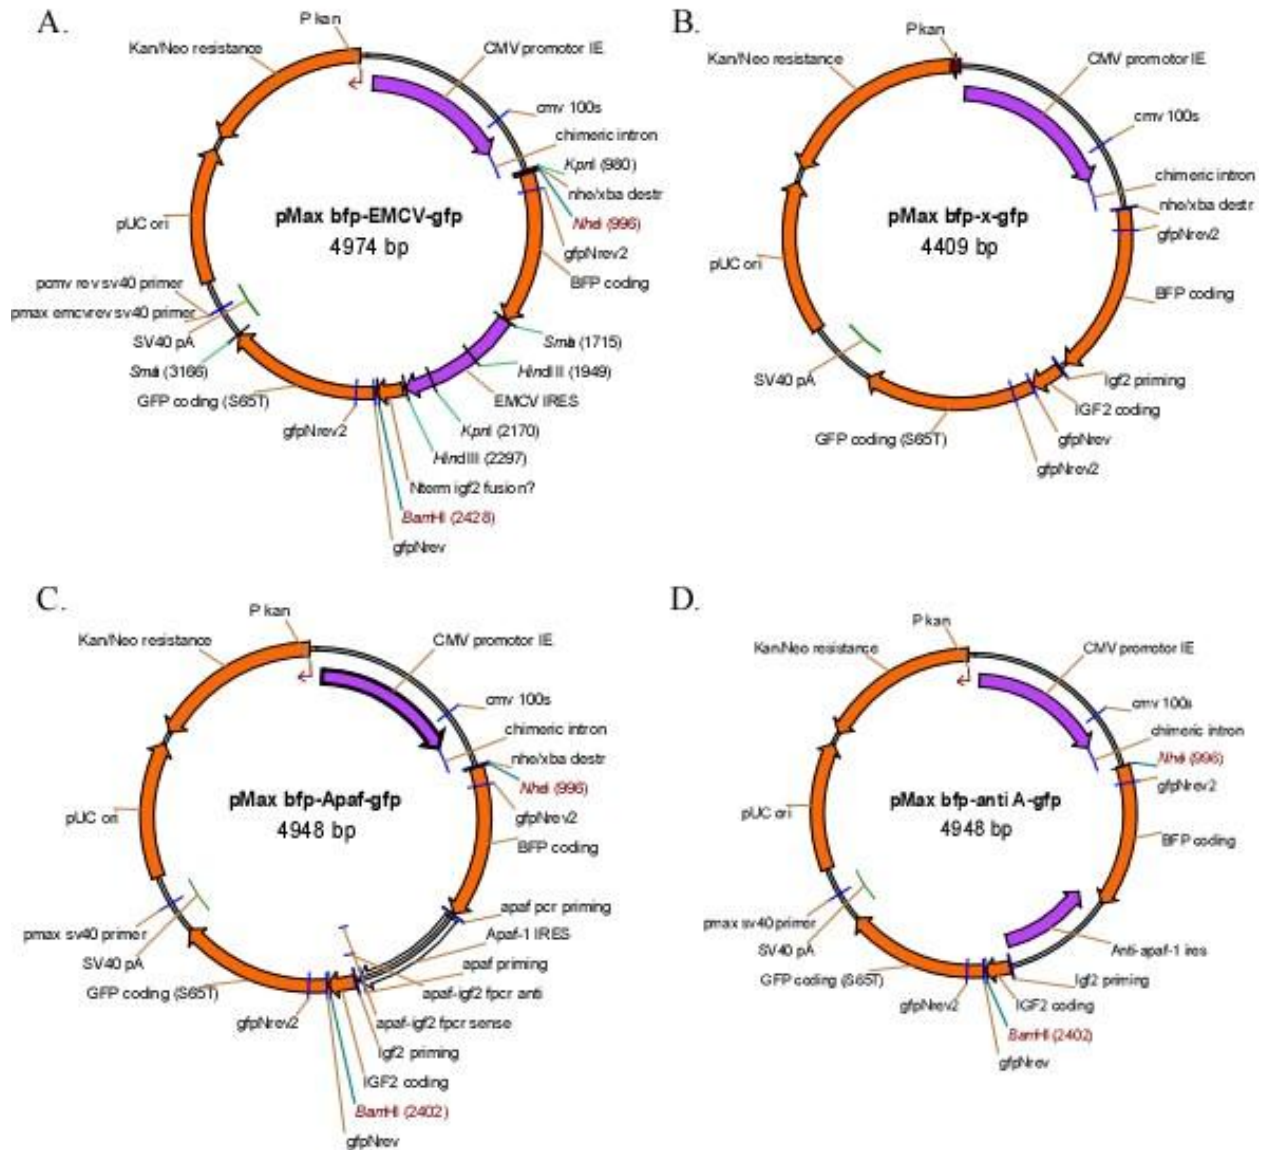 A.
P kan
Kan/Neo resistance
CMV promotor IE
cmv 100s
chimeric intron
KpnI (980)
nhe/xba destr
NheI (996)
gfpNrev2
BFP coding
pUC ori
pMax bfp-EMCV-gfp
4974 bp
pcmv rev sv40 primer
pmax emcvrev sv40 primer
SV40 pA
SmaI (3166)
GFP coding (S65T)
gfpNrev2
SmaI (1715)
HindIII (1949)
EMCV IRES
KpnI (2170)
HindIII (2297)
Nterm igf2 fusion?
BamHI (2428)
gfpNrev
B.
P kan
Kan/Neo resistance
CMV promotor IE
cmv 100s
chimeric intron
nhe/xba destr
gfpNrev2
pMax bfp-x-gfp
4409 bp
pUC ori
BFP coding
SV40 pA
Igf2 priming
IGF2 coding
GFP coding (S65T)
gfpNrev
gfpNrev2
C.
P kan
Kan/Neo resistance
CMV promotor IE
cmv 100s
chimeric intron
nhe/xba destr
NheI (996)
gfpNrev2
BFP coding
pMax bfp-Apaf-gfp
4948 bp
pUC ori
apaf pcr priming
Apaf-1 IRES
apaf priming
apaf-igf2 fpcr anti
apaf-igf2 fpcr sense
Igf2 priming
IGF2 coding
BamHI (2402)
gfpNrev
pmax sv40 primer
SV40 pA
GFP coding (S65T)
gfpNrev2
D.
P kan
Kan/Neo resistance
CMV promotor IE
cmv 100s
chimeric intron
NheI (996)
gfpNrev2
pMax bfp-anti A-gfp
4948 bp
pUC ori
BFP coding
pmax sv40 primer
SV40 pA
GFP coding (S65T)
gfpNrev2
Anti-apaf-1 ires
Igf2 priming
IGF2 coding
BamHI (2402)
gfpNrev